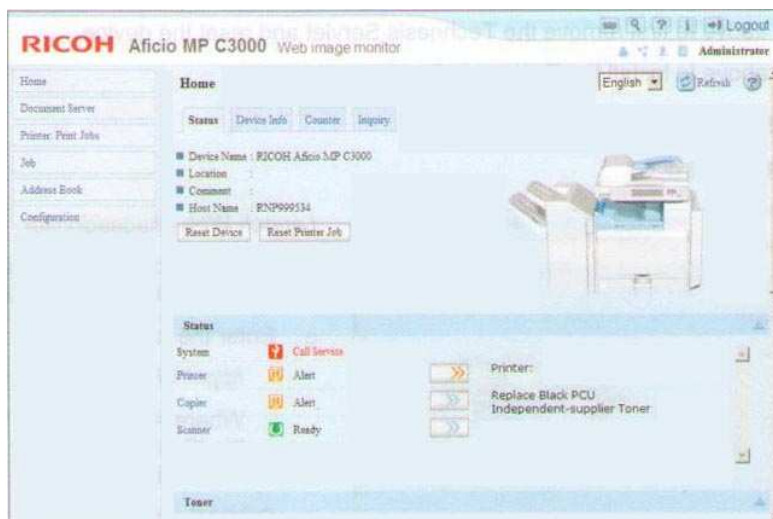 Logout
RICOH Aficio MP C3000 Web image monitor
Administrator
Home
Document Server
Printer: Print Jobs
Job
Address Book
Configuration
Home
English
Refresh
Status Device Info Counter Inquiry
Device Name : RICOH Aficio MP C3000
Location :
Comment :
Host Name : RNP999534
Reset Device Reset Printer Job
Status
System Call Service
Printer Alert
Copier Alert
Scanner Ready
Printer:
Replace Black PCU
Independent-supplier Toner
Toner